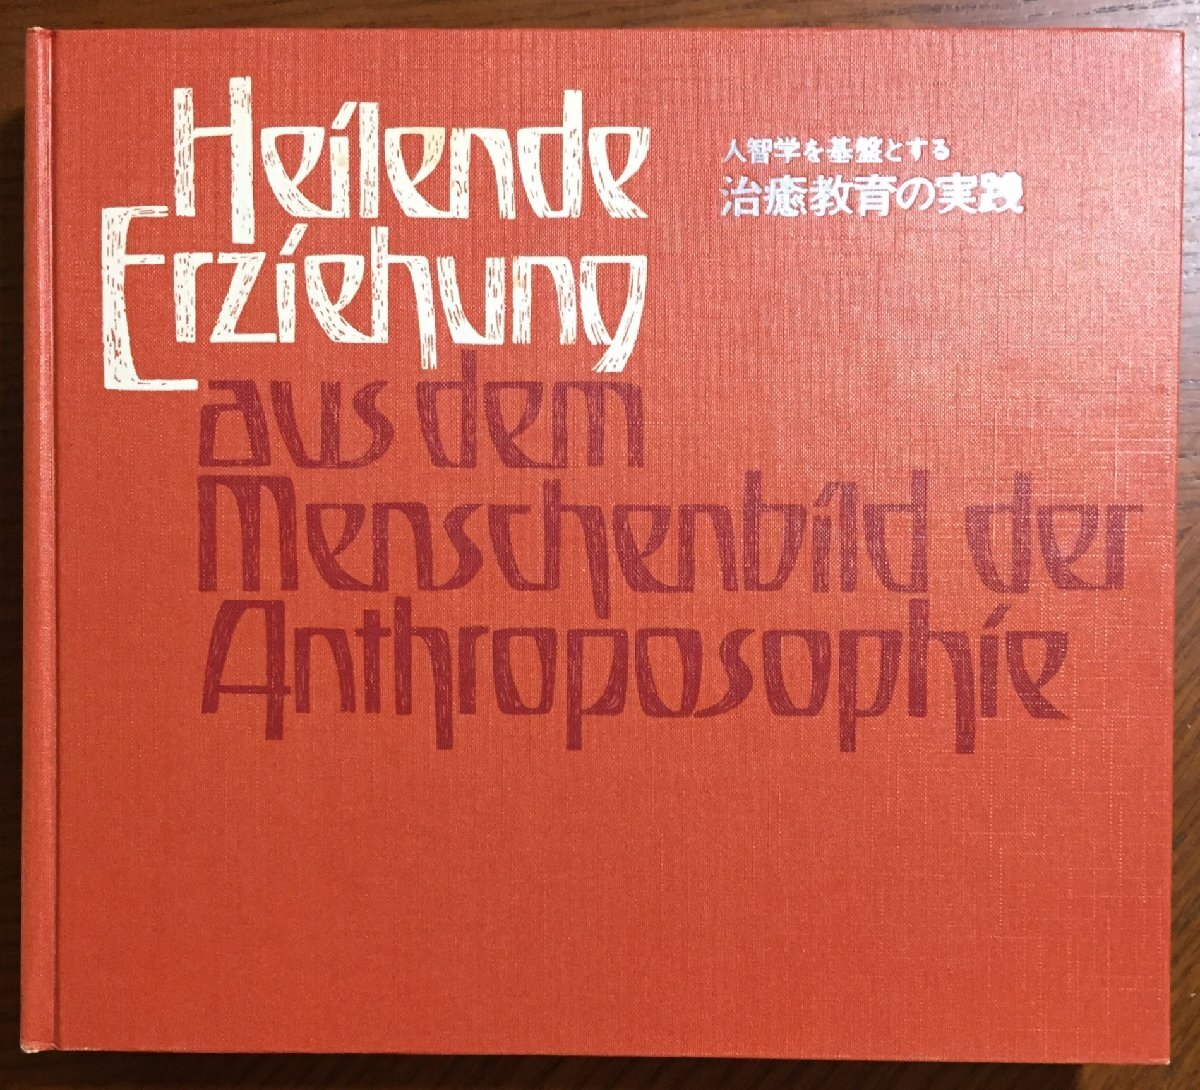 Heilende
Erziehung
人智学を基盤とする
治癒教育の実践
aus dem
Menschenbild der
Anthroposophie